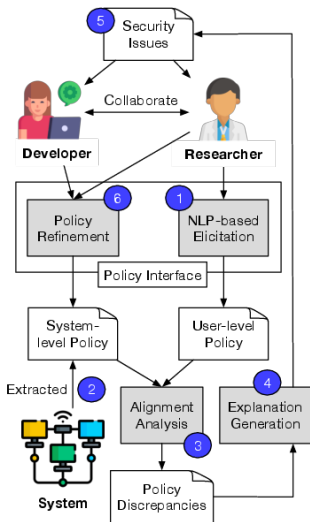 5
Security
Issues
Collaborate
Developer
Researcher
6
Policy
Refinement
1
NLP-based
Elicitation
Policy Interface
System-
level Policy
User-level
Policy
Extracted
2
4
Alignment
Analysis
3
Explanation
Generation
System
Policy
Discrepancies